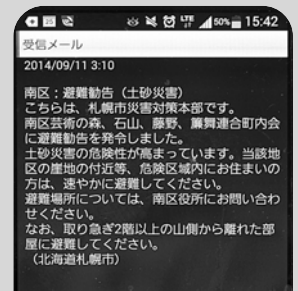 25
LTE
50%
15:42
受信メール
2014/09/11 3:10
南区：避難勧告（土砂災害）
こちらは、札幌市災害対策本部です。
南区芸術の森、石山、藤野、簾舞連合町内会
に避難勧告を発令しました。
土砂災害の危険性が高まっています。当該地
区の崖地の付近等、危険区域内にお住まいの
方は、速やかに避難してください。
避難場所については、南区役所にお問い合わ
せください。
なお、取り急ぎ2階以上の山側から離れた部
屋に避難してください。
（北海道札幌市）